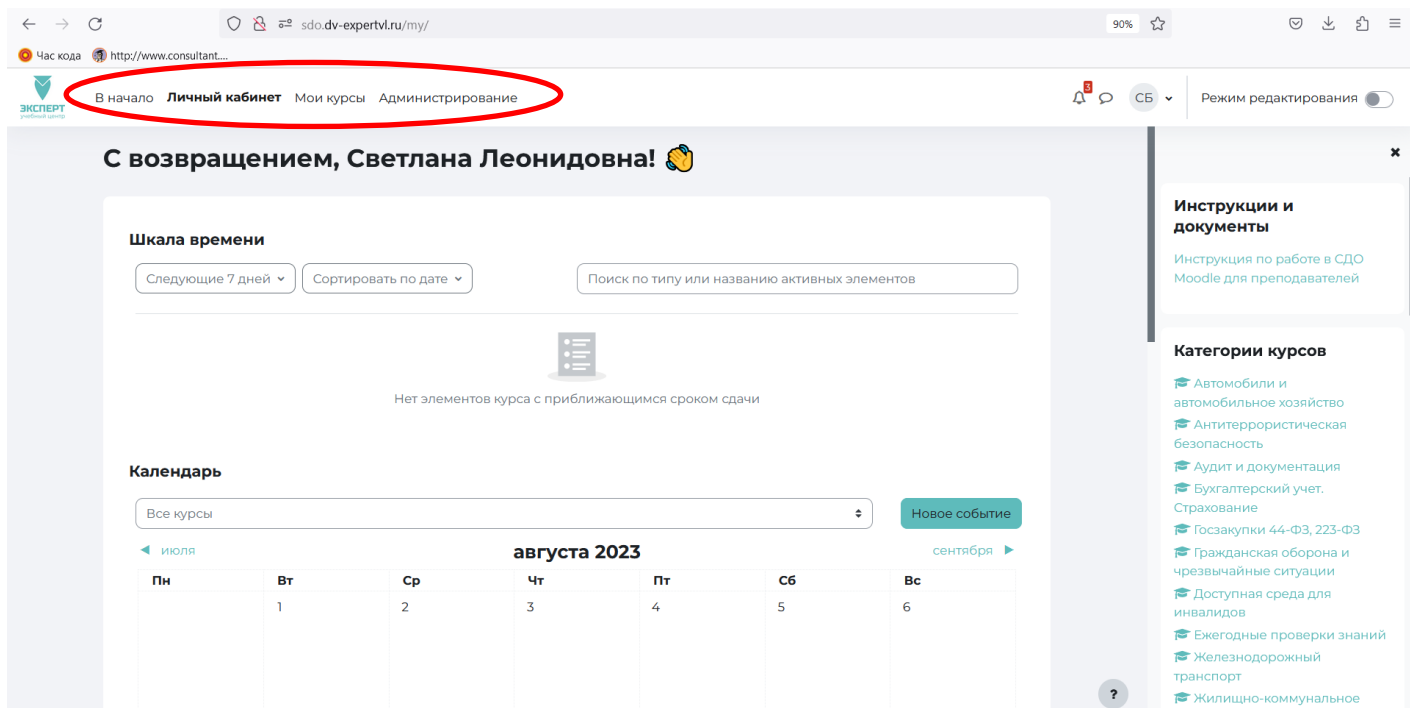 sdo.dv-expertvl.ru/my/
90%
Час кода
http://www.consultant....
ЭКСПЕРТ
учебный центр
В начало Личный кабинет Мои курсы Администрирование
3
СБ
Режим редактирования
С возвращением, Светлана Леонидовна!
Шкала времени
Следующие 7 дней
Сортировать по дате
Поиск по типу или названию активных элементов
Нет элементов курса с приближающимся сроком сдачи
Календарь
Все курсы
Новое событие
◄ июля
августа 2023
сентября ►
Пн Вт Ср Чт Пт Сб Вс
1 2 3 4 5 6
?
Инструкции и
документы
Инструкция по работе в СДО
Moodle для преподавателей
Категории курсов
Автомобили и
автомобильное хозяйство
Антитеррористическая
безопасность
Аудит и документация
Бухгалтерский учет.
Страхование
Госзакупки 44-ФЗ, 223-ФЗ
Гражданская оборона и
чрезвычайные ситуации
Доступная среда для
инвалидов
Ежегодные проверки знаний
Железнодорожный
транспорт
Жилищно-коммунальное